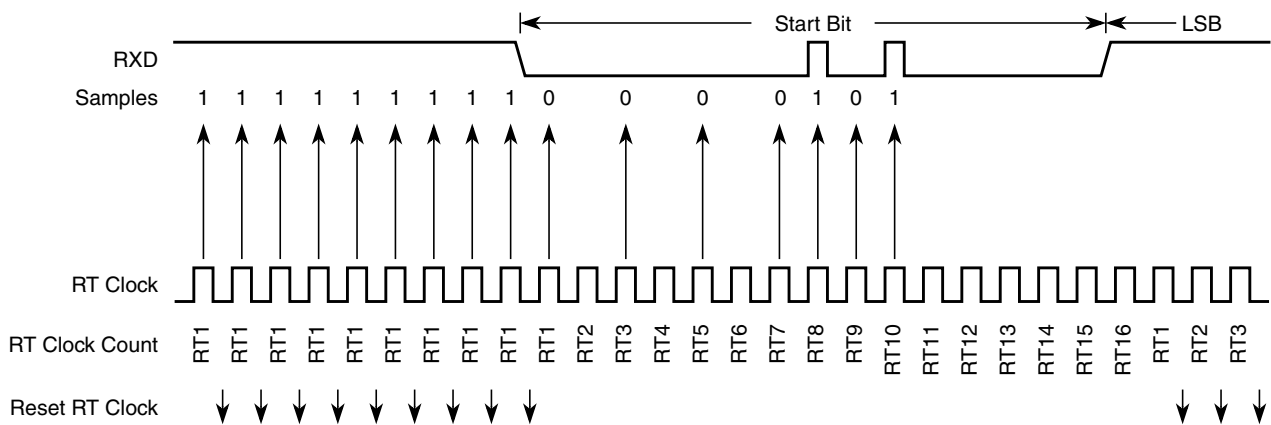 Start Bit LSB
RXD
Samples 1 1 1 1 1 1 1 1 1 0 0 0 0 1 0 1
RT Clock
RT Clock Count RT1 RT1 RT1 RT1 RT1 RT1 RT1 RT1 RT1 RT1 RT2 RT3 RT4 RT5 RT6 RT7 RT8 RT9 RT10 RT11 RT12 RT13 RT14 RT15 RT16 RT1 RT2 RT3
Reset RT Clock